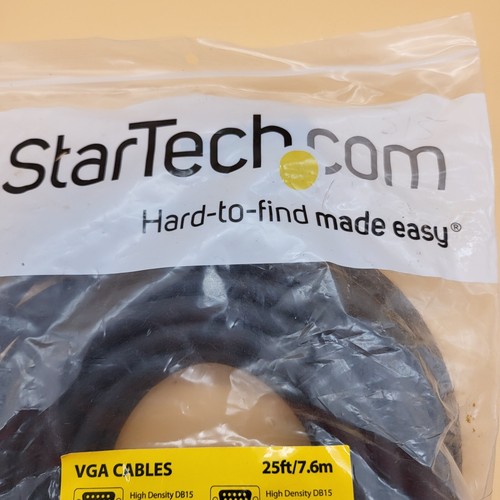 StarTech.com
Hard-to-find made easy®
VGA CABLES 25ft/7.6m
High Density DB15 High Density DB15